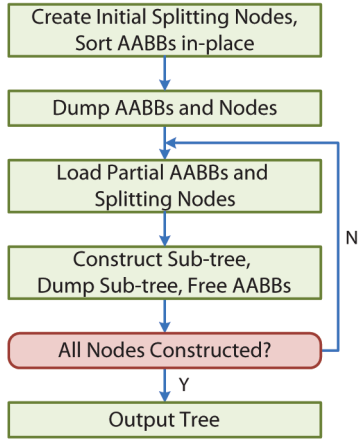 Create Initial Splitting Nodes,
Sort AABBs in-place
Dump AABBs and Nodes
Load Partial AABBs and
Splitting Nodes
Construct Sub-tree,
Dump Sub-tree, Free AABBs
N
All Nodes Constructed?
Y
Output Tree